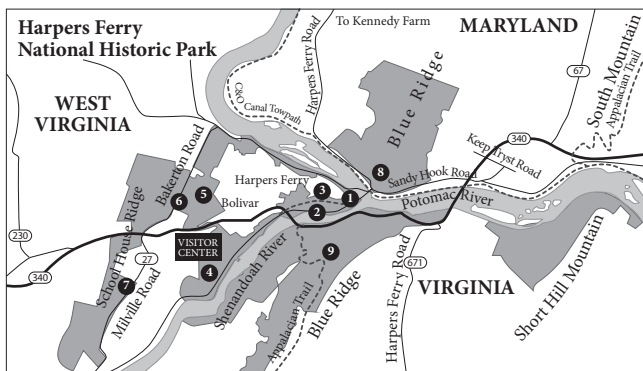 Harpers Ferry
National Historic Park
To Kennedy Farm
MARYLAND
WEST
VIRGINIA
C&O
Canal Towpath
Harpers Ferry Road
Blue Ridge
67
South Mountain
Appalachian Trail
340
Keep Tryst Road
Sandy Hook Road
Potomac River
Bakerton Road
Harpers Ferry
Bolivar
8
3
1
2
5
6
230
340
School House Ridge
VISITOR
CENTER
4
27
7
Millville Road
Shenandoah River
9
Appalachian Trail
Blue Ridge
Harpers Ferry Road
671
VIRGINIA
Short Hill Mountain